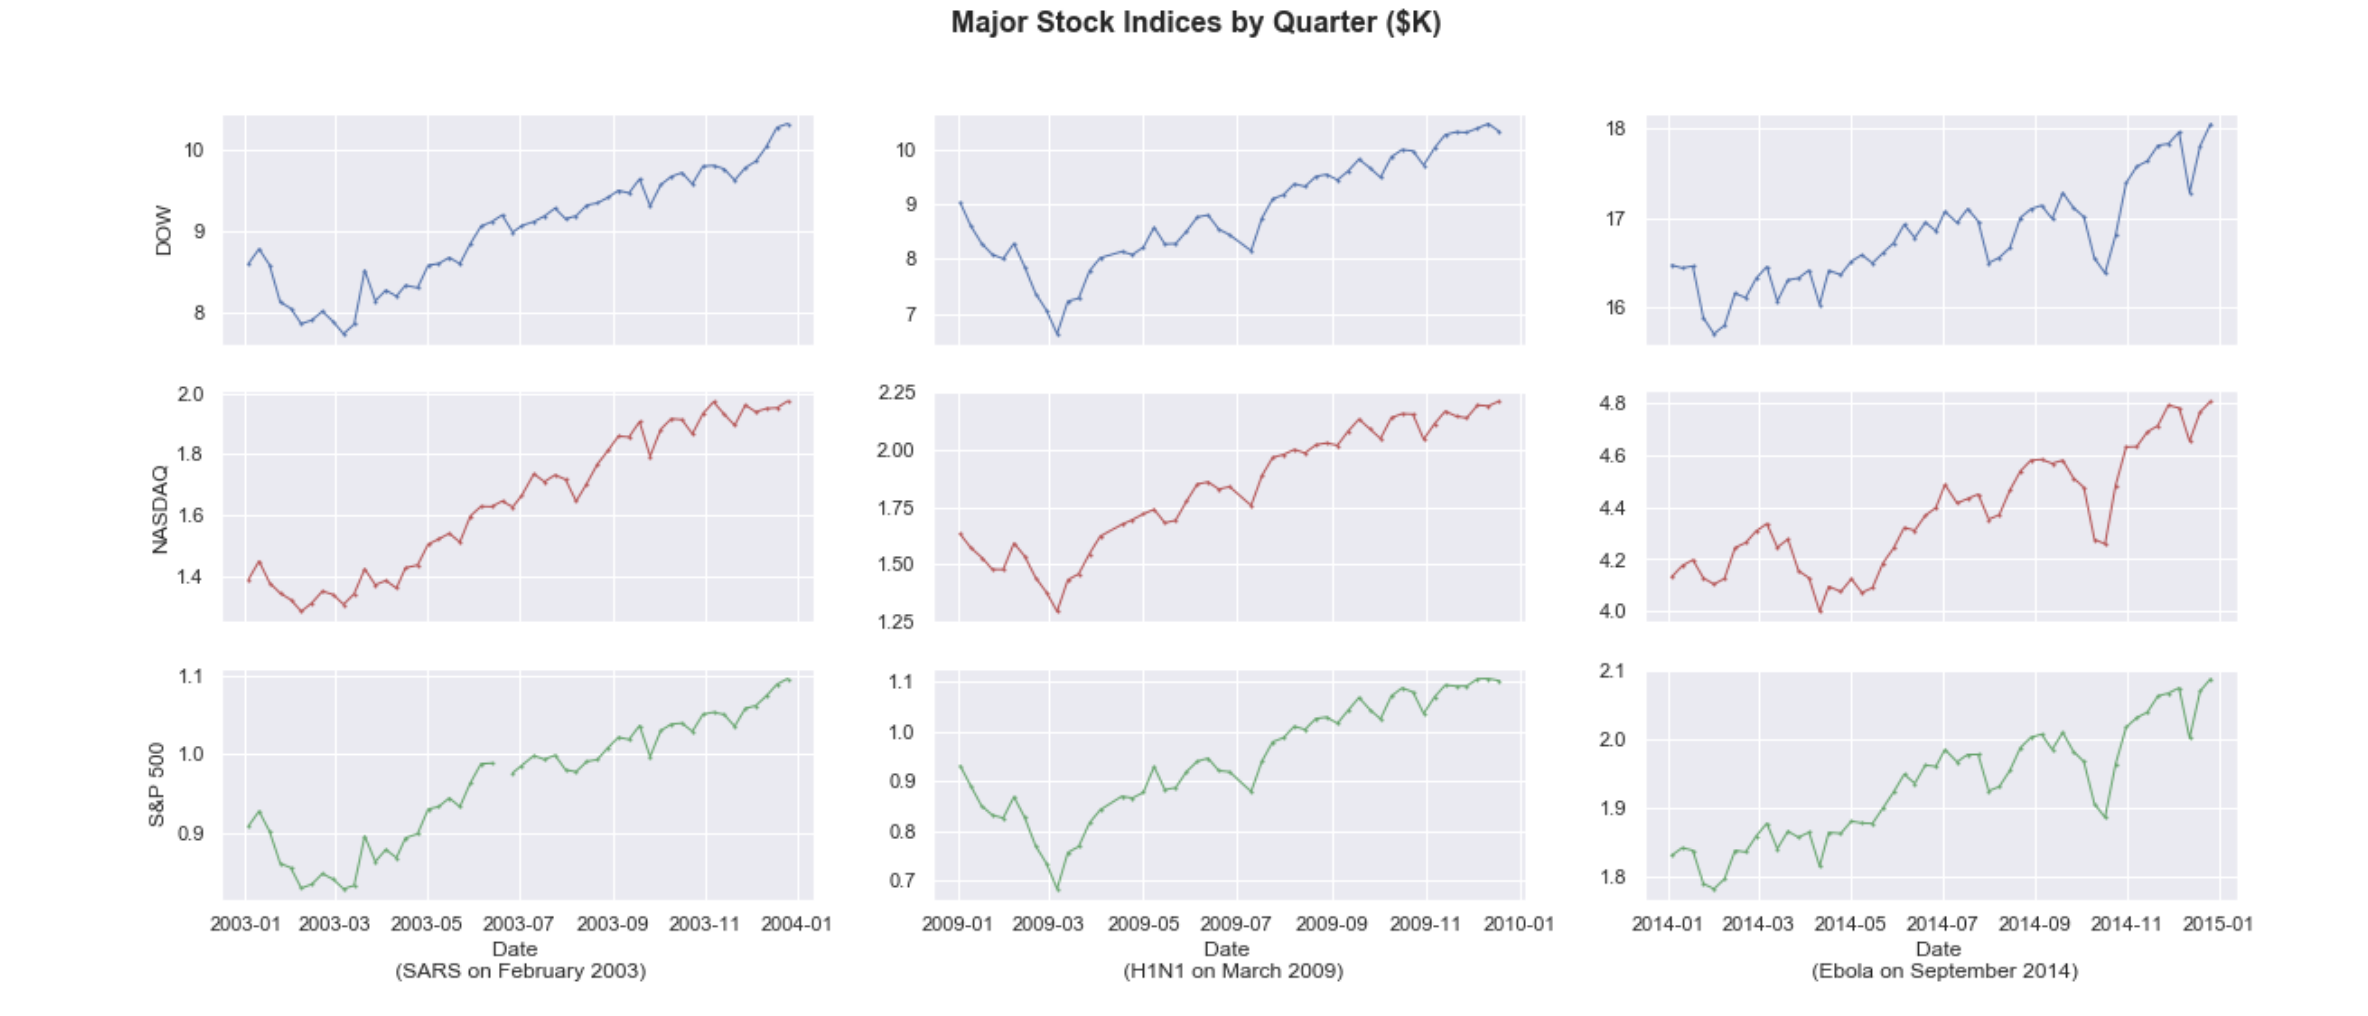 Major Stock Indices by Quarter ($K)
DOW
10
9
8
10
9
8
7
18
17
16
NASDAQ
2.0
1.8
1.6
1.4
2.25
2.00
1.75
1.50
1.25
4.8
4.6
4.4
4.2
4.0
S&P 500
1.1
1.0
0.9
1.1
1.0
0.9
0.8
0.7
2.1
2.0
1.9
1.8
2003-01 2003-03 2003-05 2003-07 2003-09 2003-11 2004-01
Date
(SARS on February 2003)
2009-01 2009-03 2009-05 2009-07 2009-09 2009-11 2010-01
Date
(H1N1 on March 2009)
2014-01 2014-03 2014-05 2014-07 2014-09 2014-11 2015-01
Date
(Ebola on September 2014)